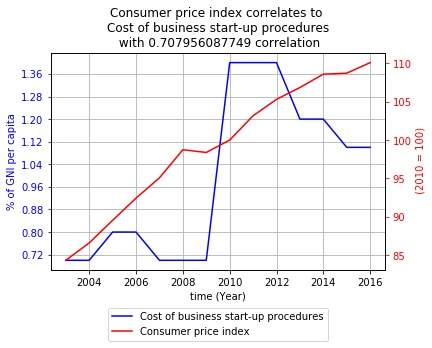 Consumer price index correlates to
Cost of business start-up procedures
with 0.707956087749 correlation
% of GNI per capita
1.36
1.28
1.20
1.12
1.04
0.96
0.88
0.80
0.72
110
105
100
95
90
85
(2010 = 100)
2004 2006 2008 2010 2012 2014 2016
time (Year)
Cost of business start-up procedures
Consumer price index